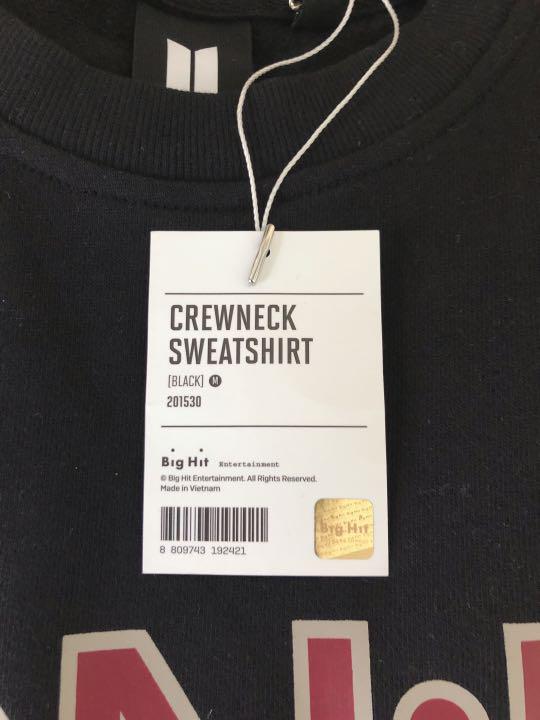 CREWNECK
SWEATSHIRT
[BLACK] M
201530
Big Hit Entertainment
© Big Hit Entertainment. All Rights Reserved.
Made in Vietnam
Big Hit
8 809743 192421